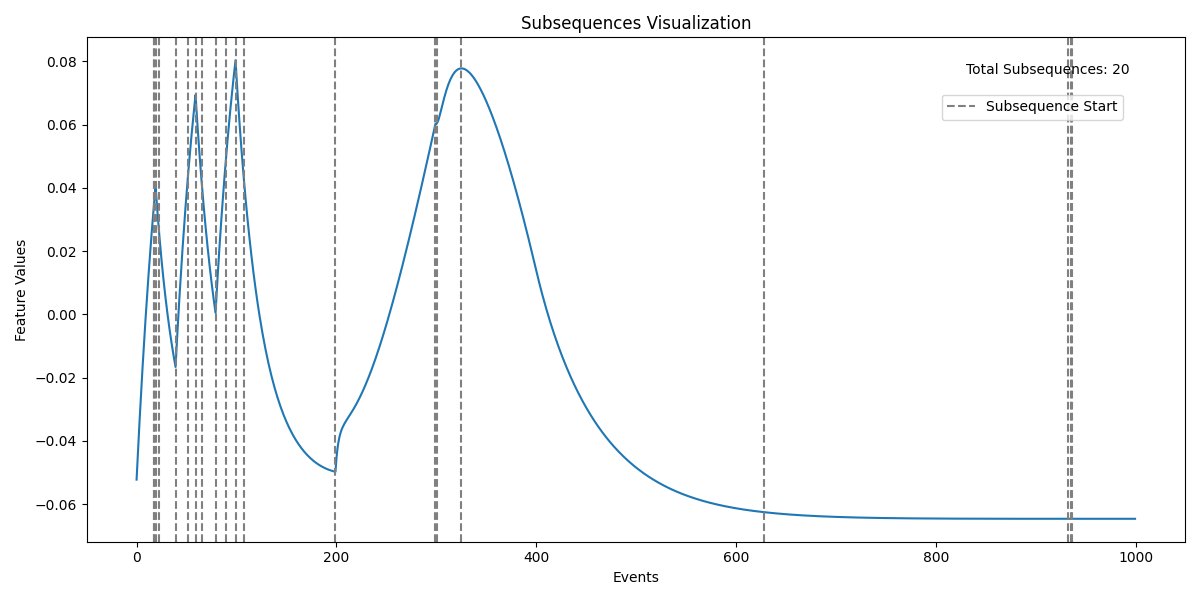 Subsequences Visualization
Total Subsequences: 20
Subsequence Start
Feature Values
0.08
0.06
0.04
0.02
0.00
−0.02
−0.04
−0.06
0
200
400
600
800
1000
Events